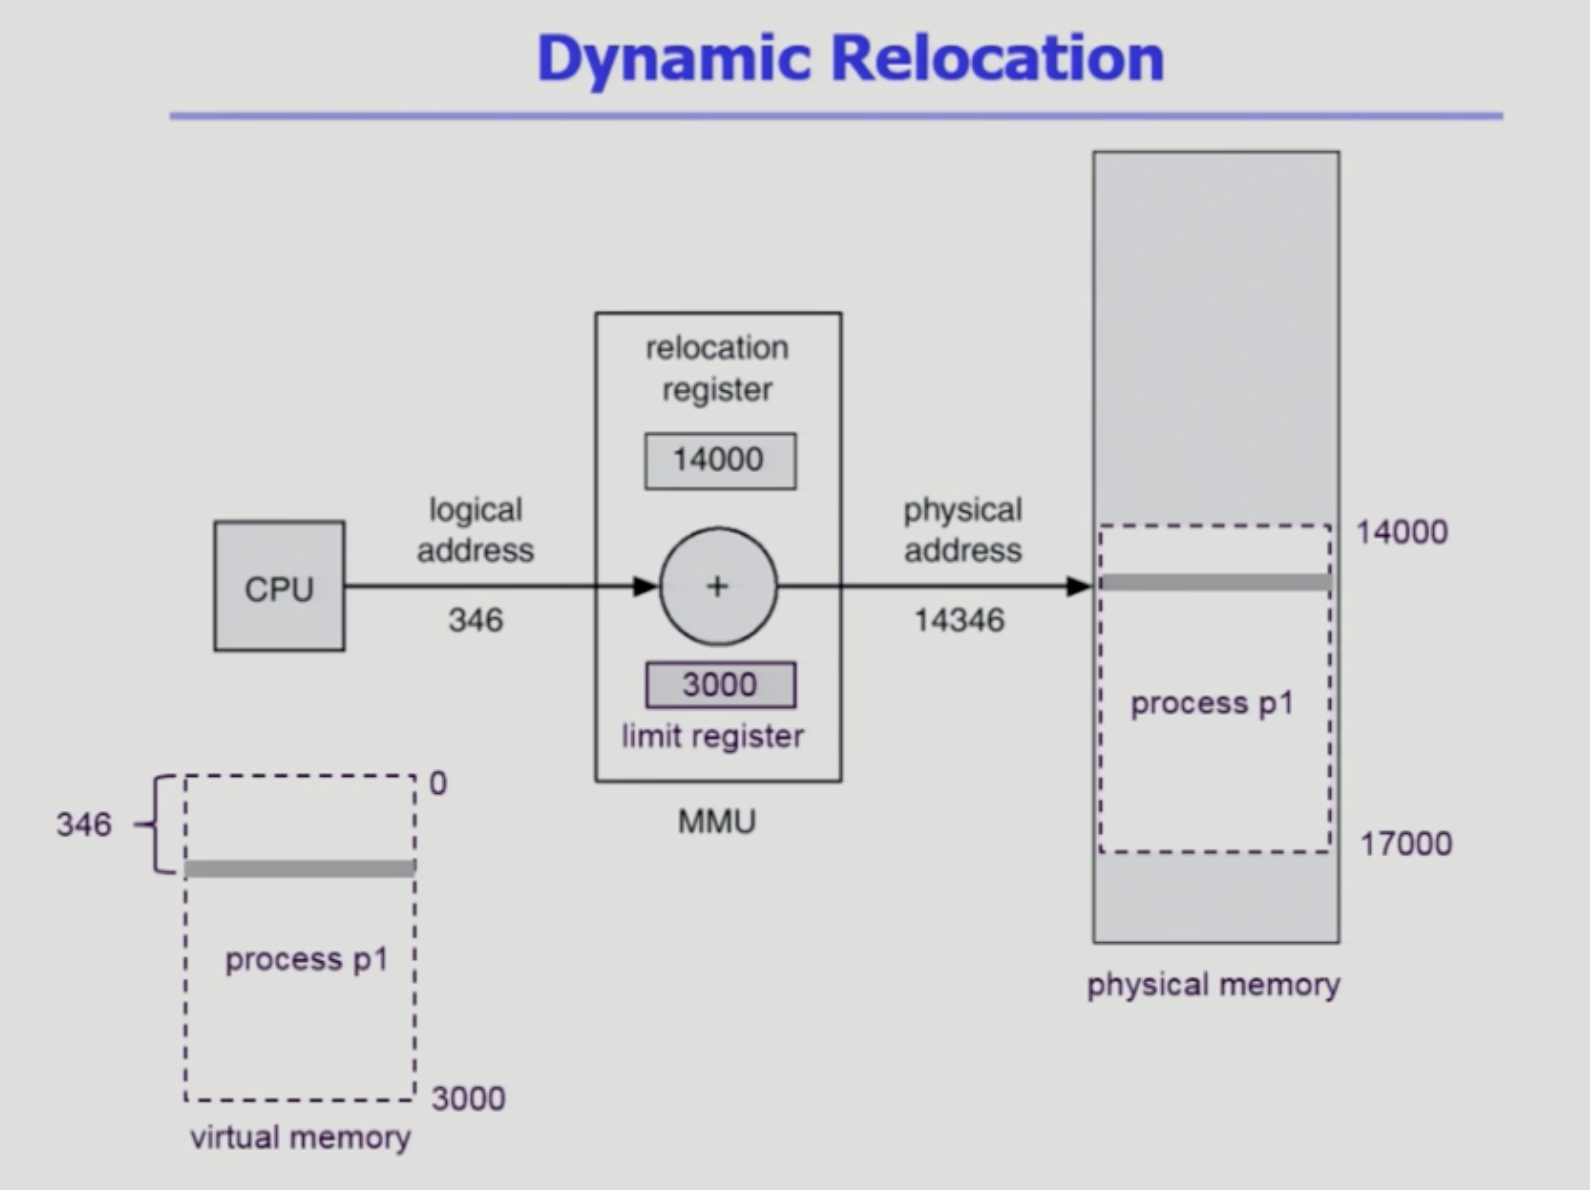 Dynamic Relocation
relocation
register
14000
logical
address
346
CPU
+
physical
address
14346
3000
limit register
MMU
14000
process p1
17000
physical memory
0
346
process p1
3000
virtual memory